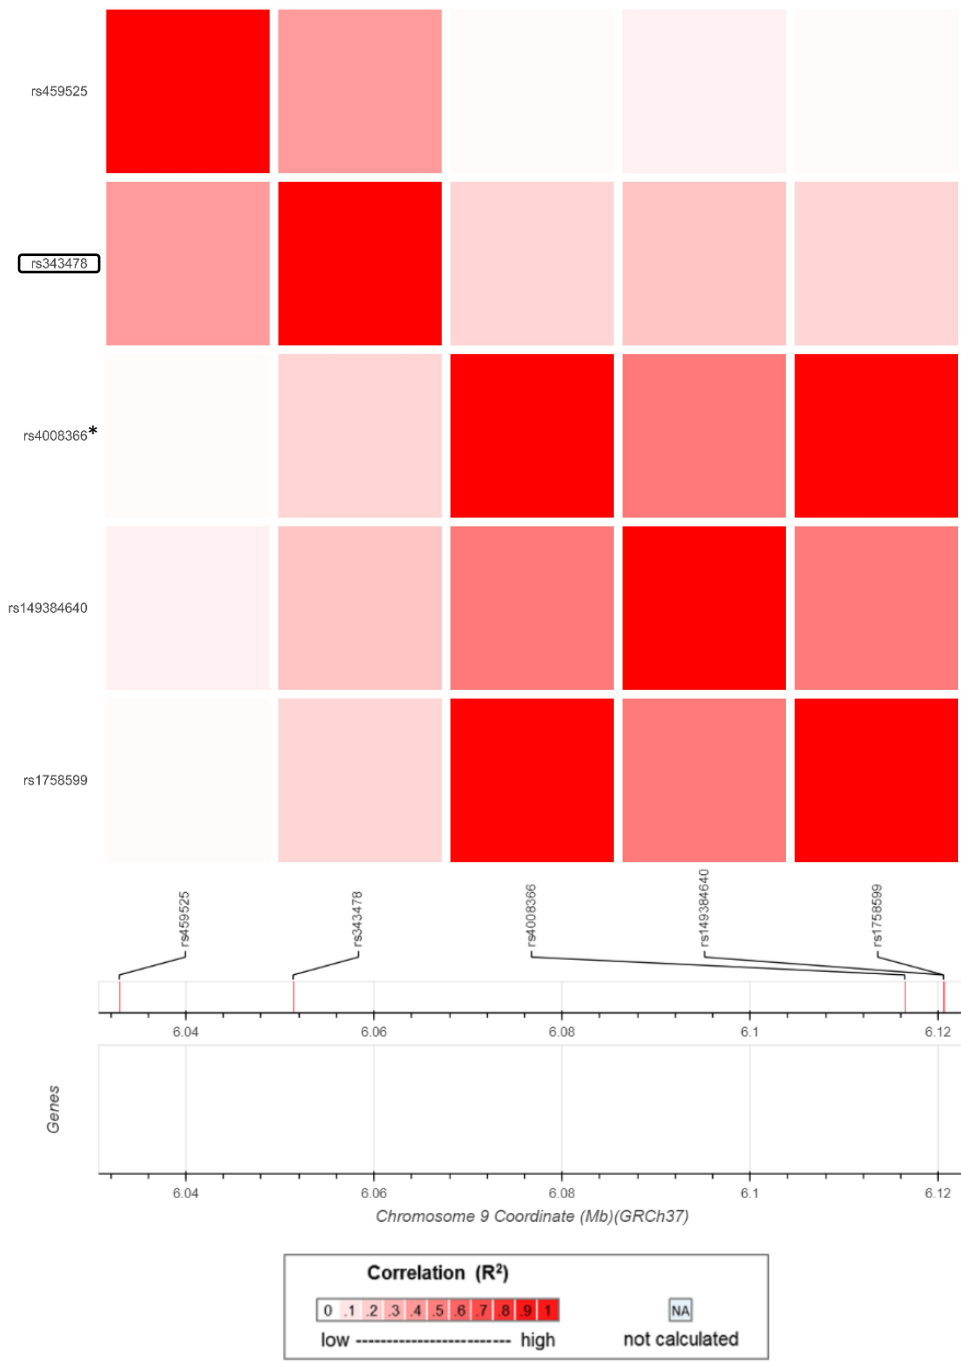 rs459525
rs343478
rs4008366*
rs149384640
rs1758599
rs459525
rs343478
rs4008366
rs149384640
rs1758599
6.04 6.06 6.08 6.1 6.12
Genes
6.04 6.06 6.08 6.1 6.12
Chromosome 9 Coordinate (Mb)(GRCh37)
Correlation (R²)
0 .1 .2 .3 .4 .5 .6 .7 .8 .9 1 NA
low ------------------------ high not calculated